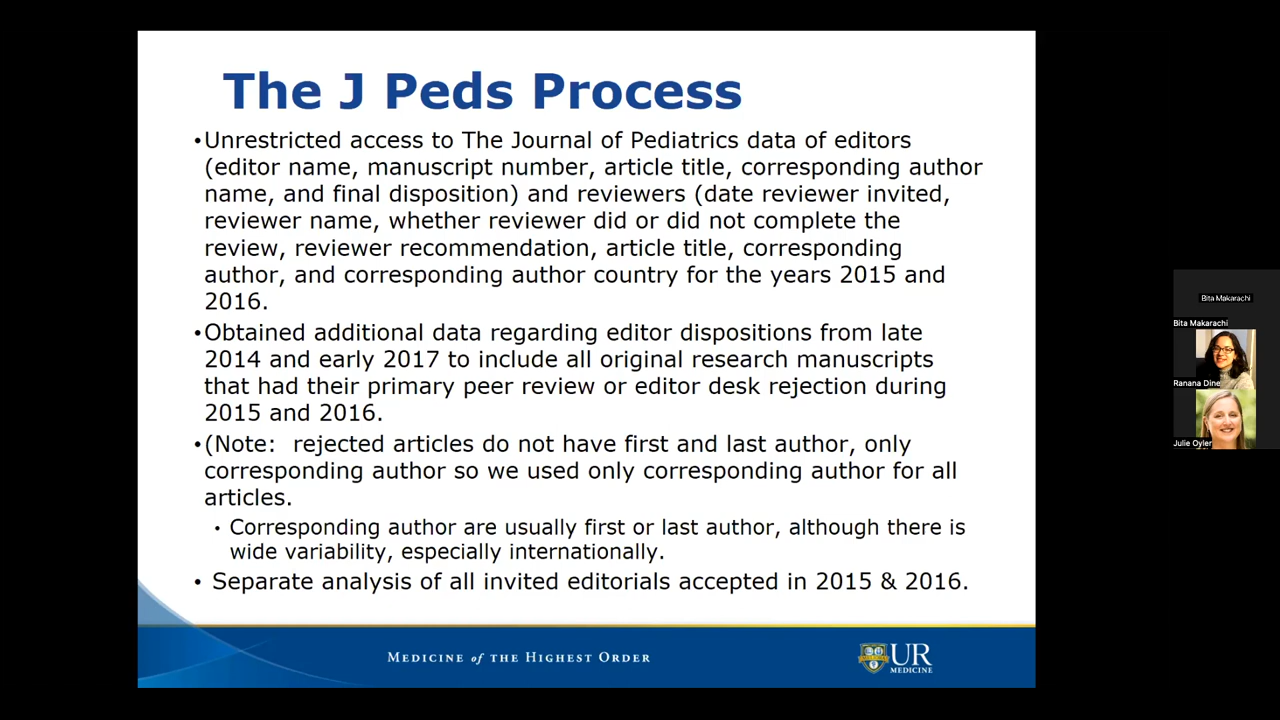 The J Peds Process
•Unrestricted access to The Journal of Pediatrics data of editors
(editor name, manuscript number, article title, corresponding author
name, and final disposition) and reviewers (date reviewer invited,
reviewer name, whether reviewer did or did not complete the
review, reviewer recommendation, article title, corresponding
author, and corresponding author country for the years 2015 and
2016.
•Obtained additional data regarding editor dispositions from late
2014 and early 2017 to include all original research manuscripts
that had their primary peer review or editor desk rejection during
2015 and 2016.
•(Note: rejected articles do not have first and last author, only
corresponding author so we used only corresponding author for all
articles.
• Corresponding author are usually first or last author, although there is
wide variability, especially internationally.
• Separate analysis of all invited editorials accepted in 2015 & 2016.
MEDICINE of THE HIGHEST ORDER
UR
MEDICINE
Bita Makarachi
Bita Makarachi
Ranana Dine
Julie Oyler